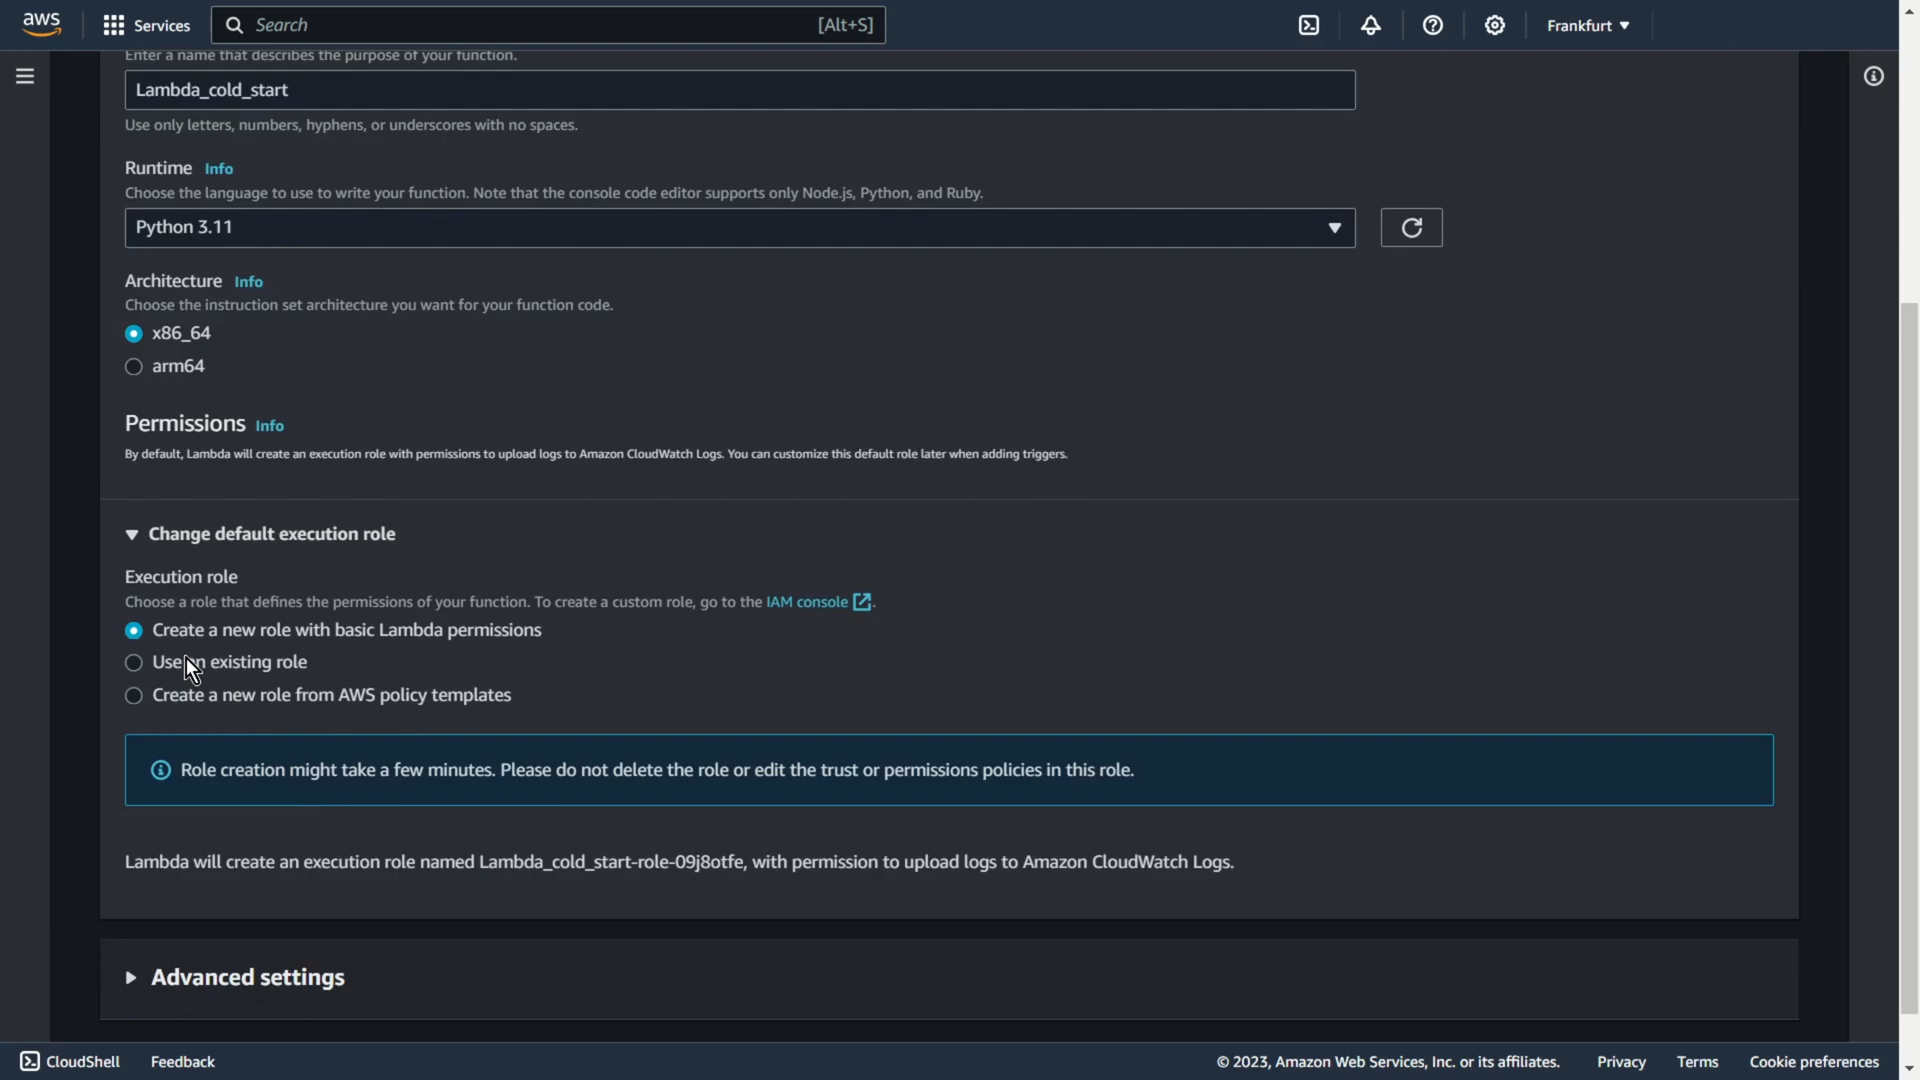 aws
Services
Search
[Alt+S]
Frankfurt
Enter a name that describes the purpose of your function.
Lambda_cold_start
Use only letters, numbers, hyphens, or underscores with no spaces.
Runtime Info
Choose the language to use to write your function. Note that the console code editor supports only Node.js, Python, and Ruby.
Python 3.11
Architecture Info
Choose the instruction set architecture you want for your function code.
x86_64
arm64
Permissions Info
By default, Lambda will create an execution role with permissions to upload logs to Amazon CloudWatch Logs. You can customize this default role later when adding triggers.
Change default execution role
Execution role
Choose a role that defines the permissions of your function. To create a custom role, go to the IAM console.
Create a new role with basic Lambda permissions
Use an existing role
Create a new role from AWS policy templates
Role creation might take a few minutes. Please do not delete the role or edit the trust or permissions policies in this role.
Lambda will create an execution role named Lambda_cold_start-role-09j8otfe, with permission to upload logs to Amazon CloudWatch Logs.
Advanced settings
CloudShell
Feedback
© 2023, Amazon Web Services, Inc. or its affiliates.
Privacy
Terms
Cookie preferences